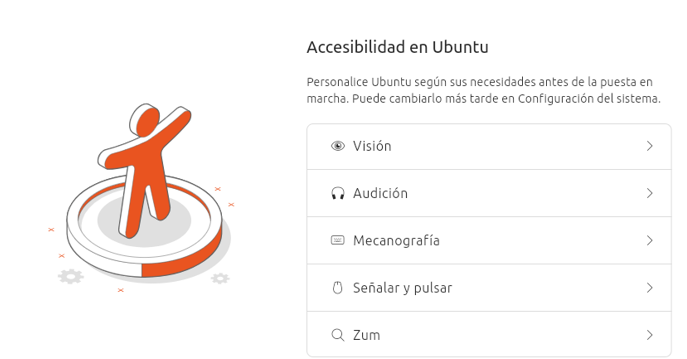 Accesibilidad en Ubuntu
Personalice Ubuntu según sus necesidades antes de la puesta en
marcha. Puede cambiarlo más tarde en Configuración del sistema.
Visión
Audición
Mecanografía
Señalar y pulsar
Zum